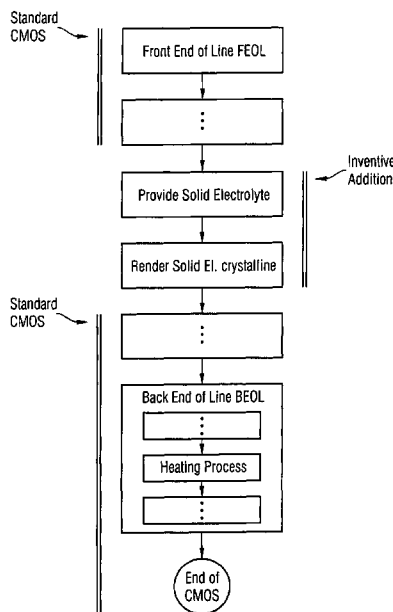 Standard
CMOS
Front End of Line FEOL
Inventive
Addition
Provide Solid Electrolyte
Render Solid El. crystalline
Standard
CMOS
Back End of Line BEOL
Heating Process
End of
CMOS